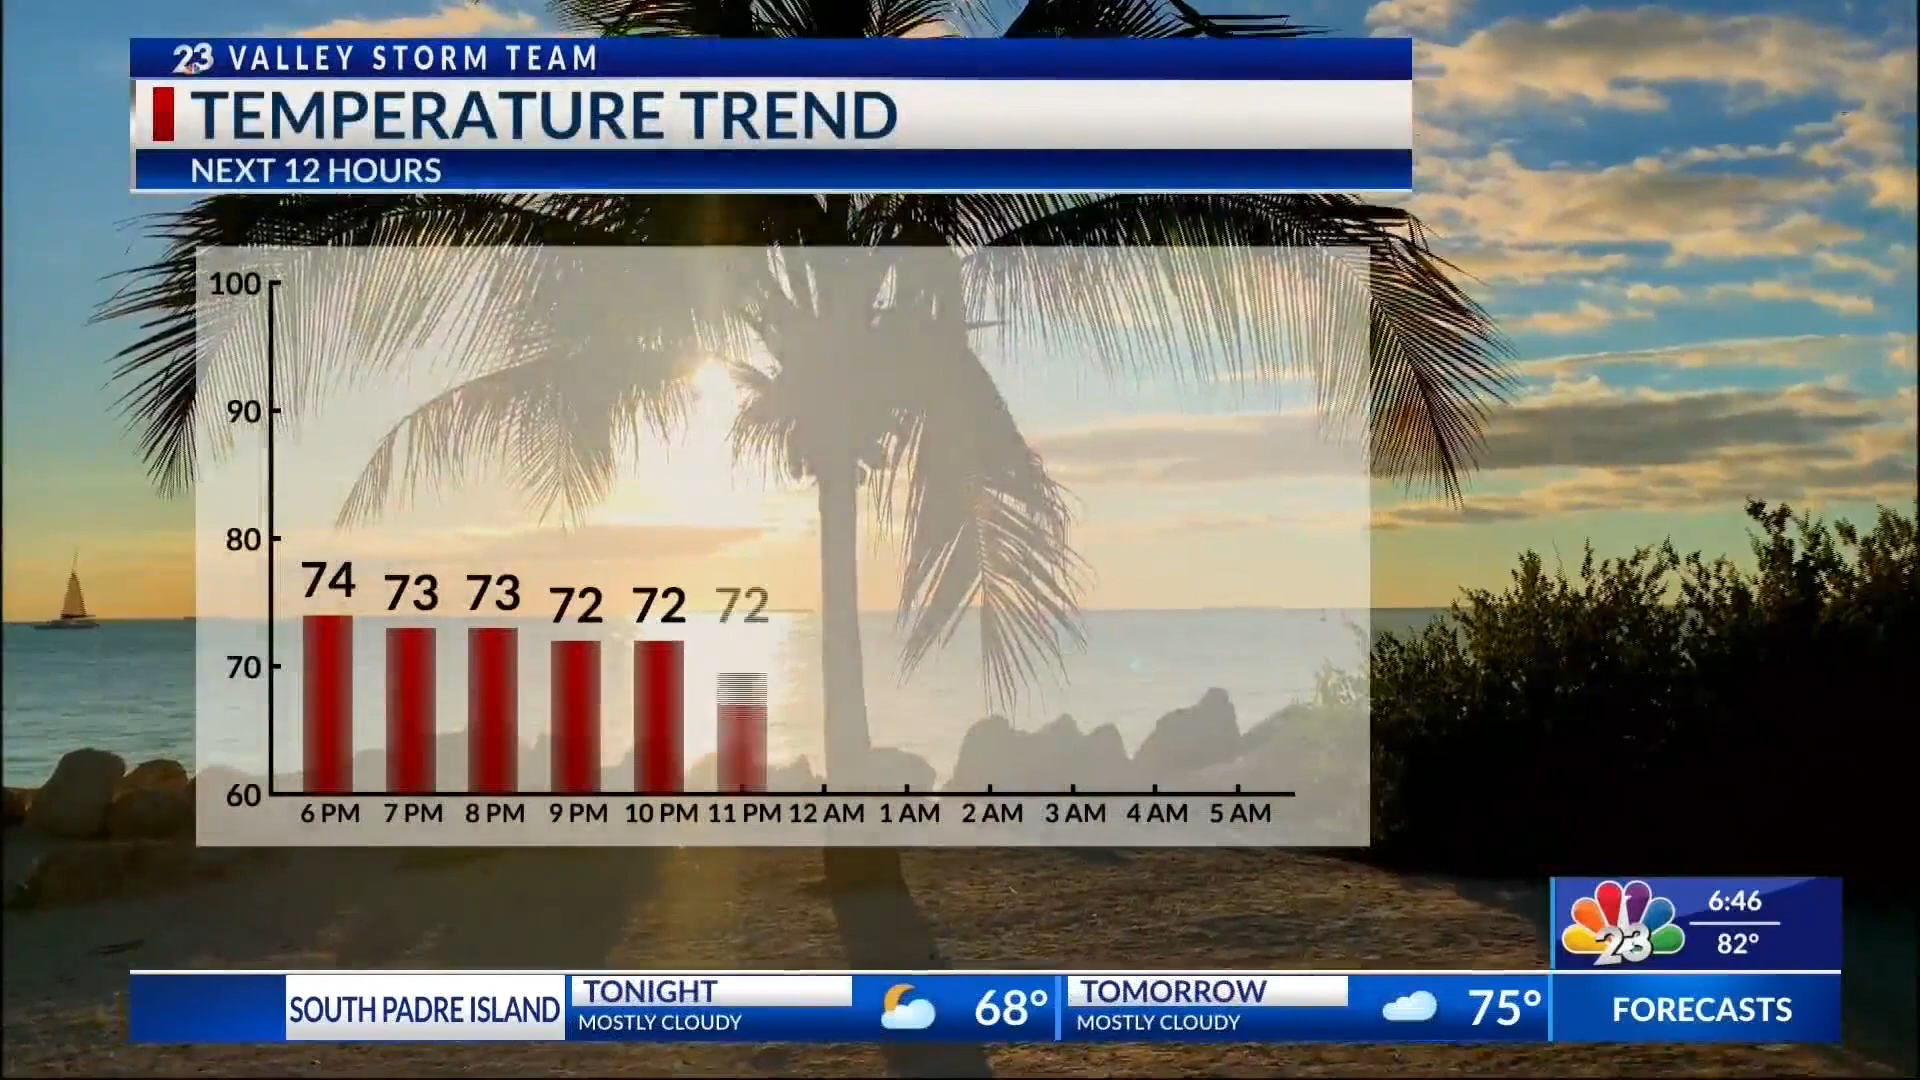 23 VALLEY STORM TEAM
TEMPERATURE TREND
NEXT 12 HOURS
100
90
80
70
60
74 73 73 72 72 72
6 PM 7 PM 8 PM 9 PM 10 PM 11 PM 12 AM 1 AM 2 AM 3 AM 4 AM 5 AM
23
6:46
82°
SOUTH PADRE ISLAND
TONIGHT
MOSTLY CLOUDY
68°
TOMORROW
MOSTLY CLOUDY
75°
FORECASTS